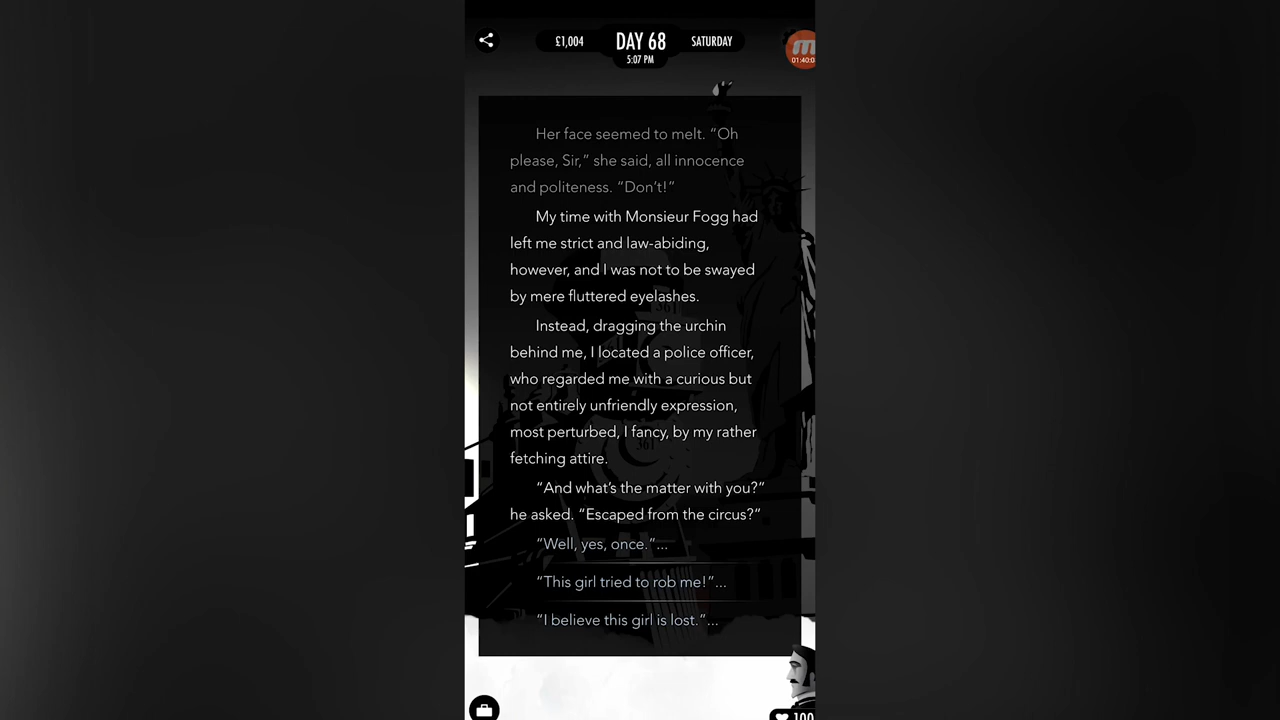 £1,004 DAY 68 SATURDAY
5:07 PM
01:40:0
Her face seemed to melt. “Oh
please, Sir,” she said, all innocence
and politeness. “Don’t!”
My time with Monsieur Fogg had
left me strict and law-abiding,
however, and I was not to be swayed
by mere fluttered eyelashes.
Instead, dragging the urchin
behind me, I located a police officer,
who regarded me with a curious but
not entirely unfriendly expression,
most perturbed, I fancy, by my rather
fetching attire.
“And what’s the matter with you?”
he asked. “Escaped from the circus?”
“Well, yes, once.”...
“This girl tried to rob me!”...
“I believe this girl is lost.”...
361
100